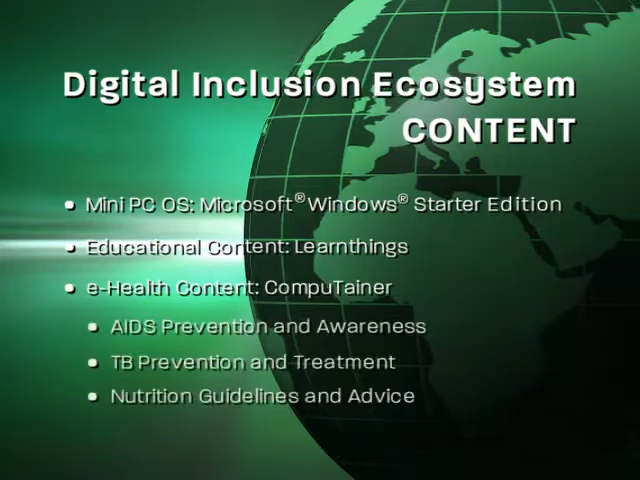 Digital Inclusion Ecosystem
CONTENT
• Mini PC OS: Microsoft® Windows® Starter Edition
• Educational Content: Learnthings
• e-Health Content: CompuTainer
• AIDS Prevention and Awareness
• TB Prevention and Treatment
• Nutrition Guidelines and Advice